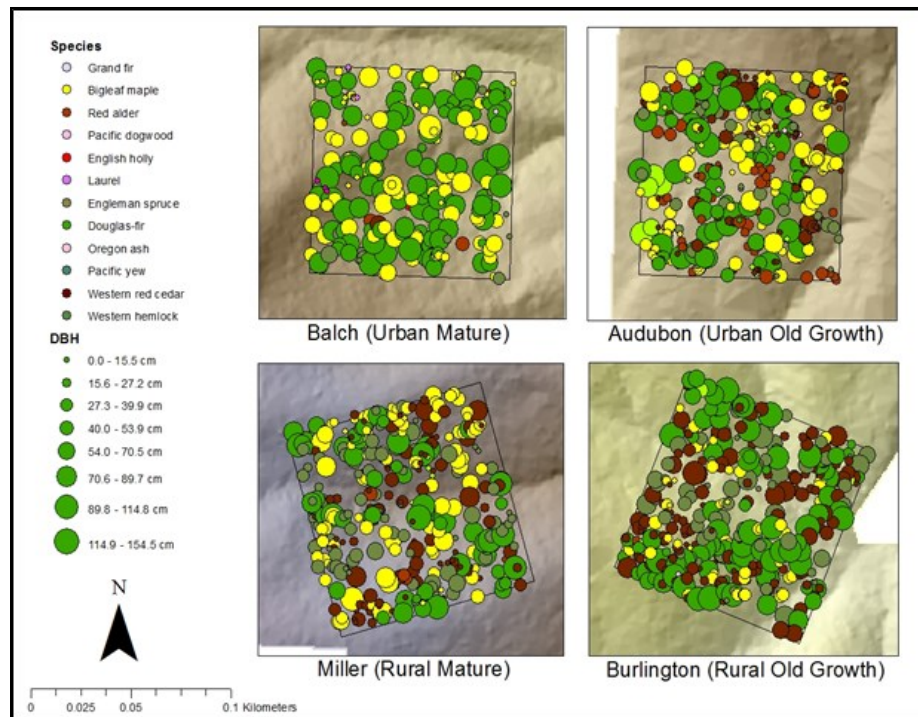 Species
Grand fir
Bigleaf maple
Red alder
Pacific dogwood
English holly
Laurel
Engleman spruce
Douglas-fir
Oregon ash
Pacific yew
Western red cedar
Western hemlock
DBH
0.0 - 15.5 cm
15.6 - 27.2 cm
27.3 - 39.9 cm
40.0 - 53.9 cm
54.0 - 70.5 cm
70.6 - 89.7 cm
89.8 - 114.8 cm
114.9 - 154.5 cm
N
0 0.025 0.05 0.1 Kilometers
Balch (Urban Mature)
Audubon (Urban Old Growth)
Miller (Rural Mature)
Burlington (Rural Old Growth)